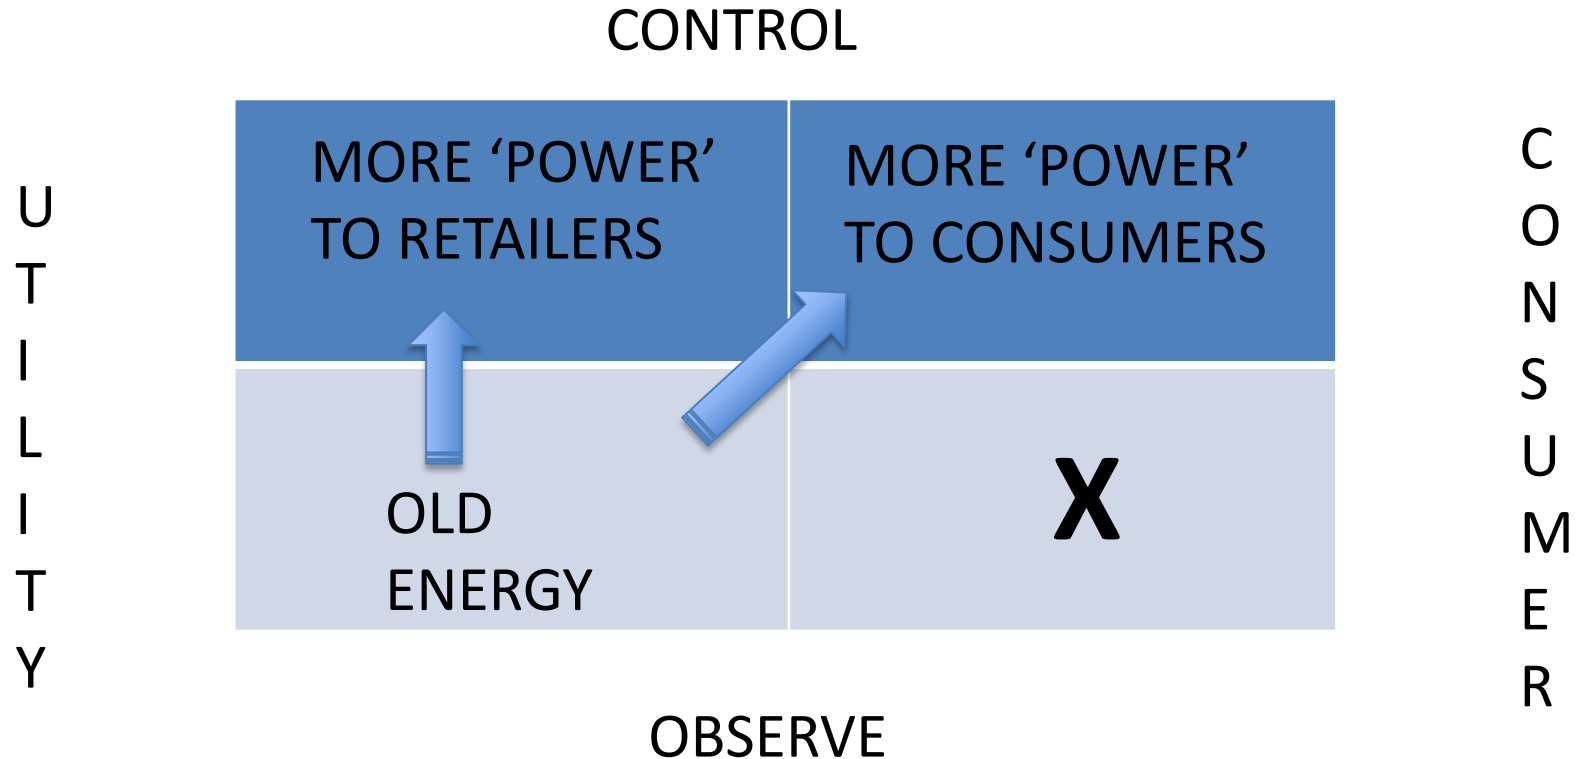 CONTROL
MORE ‘POWER’
TO RETAILERS
MORE ‘POWER’
TO CONSUMERS
UTILITY
CONSUMER
OLD
ENERGY
X
OBSERVE